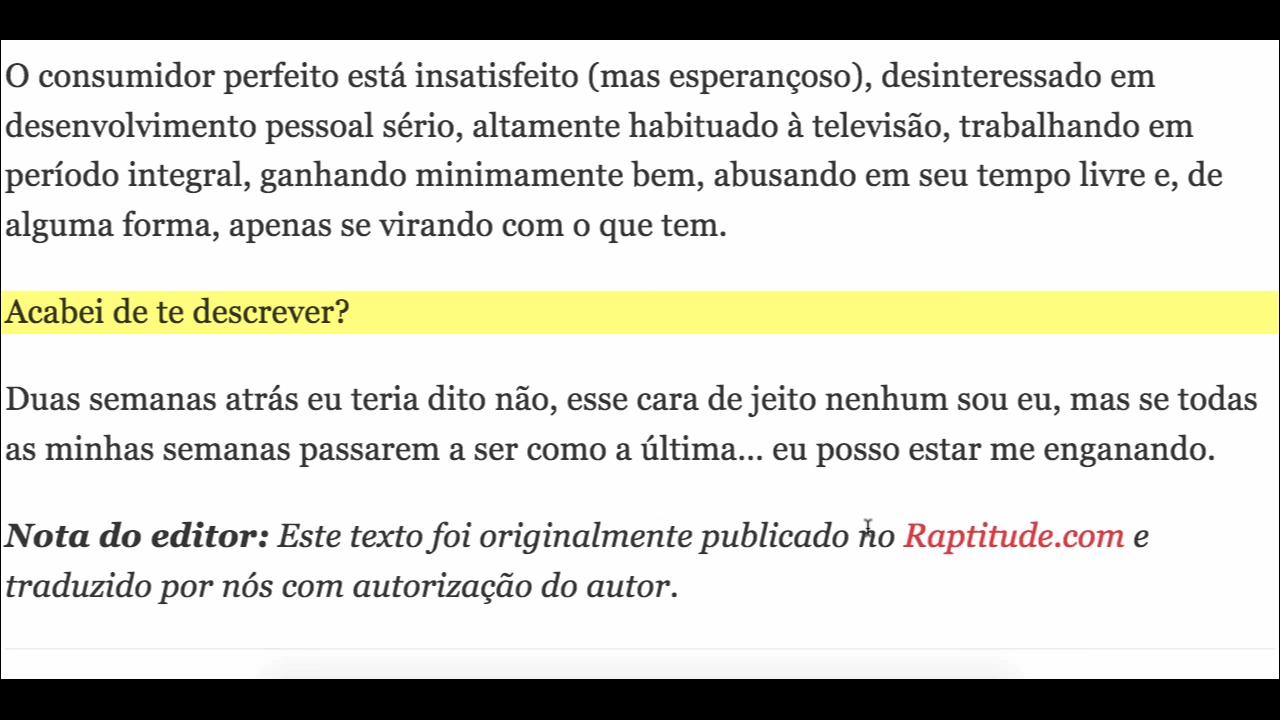 O consumidor perfeito está insatisfeito (mas esperançoso), desinteressado em
desenvolvimento pessoal sério, altamente habituado à televisão, trabalhando em
período integral, ganhando minimamente bem, abusando em seu tempo livre e, de
alguma forma, apenas se virando com o que tem.
Acabei de te descrever?
Duas semanas atrás eu teria dito não, esse cara de jeito nenhum sou eu, mas se todas
as minhas semanas passarem a ser como a última... eu posso estar me enganando.
Nota do editor: Este texto foi originalmente publicado no Raptitude.com e
traduzido por nós com autorização do autor.